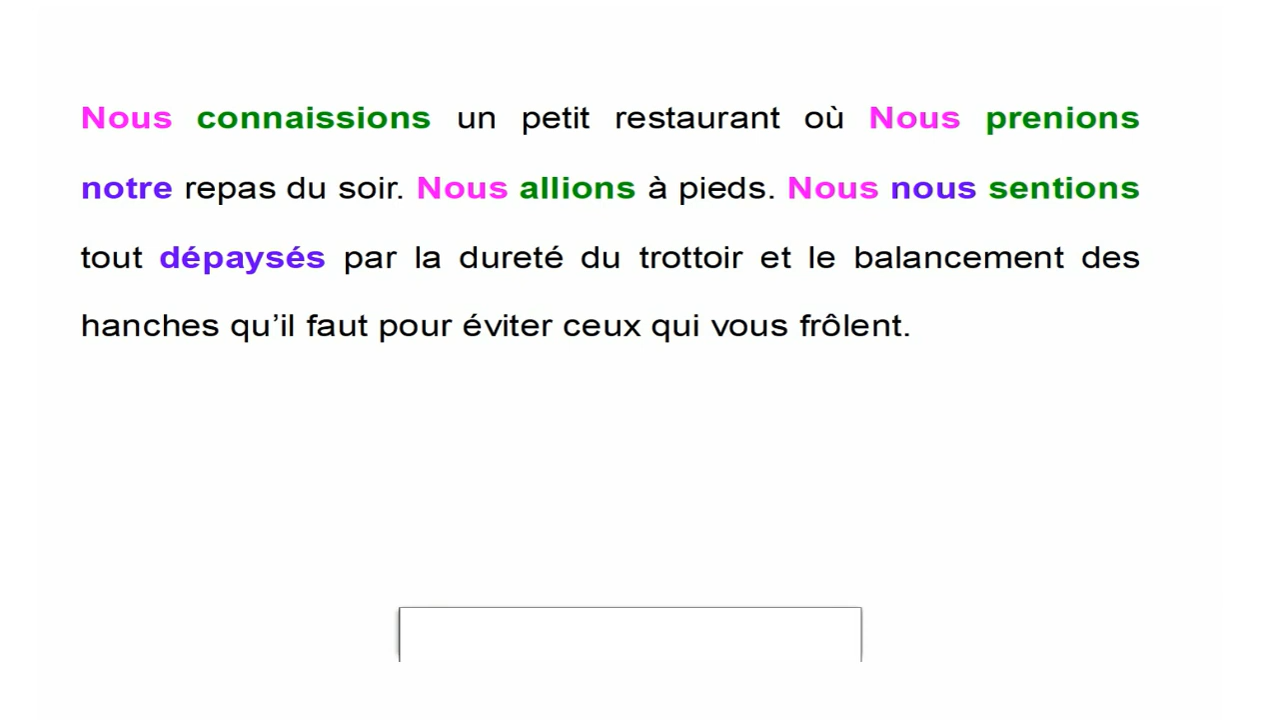 Nous connaissions un petit restaurant où Nous prenions
notre repas du soir. Nous allions à pieds. Nous nous sentions
tout dépaysés par la dureté du trottoir et le balancement des
hanches qu’il faut pour éviter ceux qui vous frôlent.